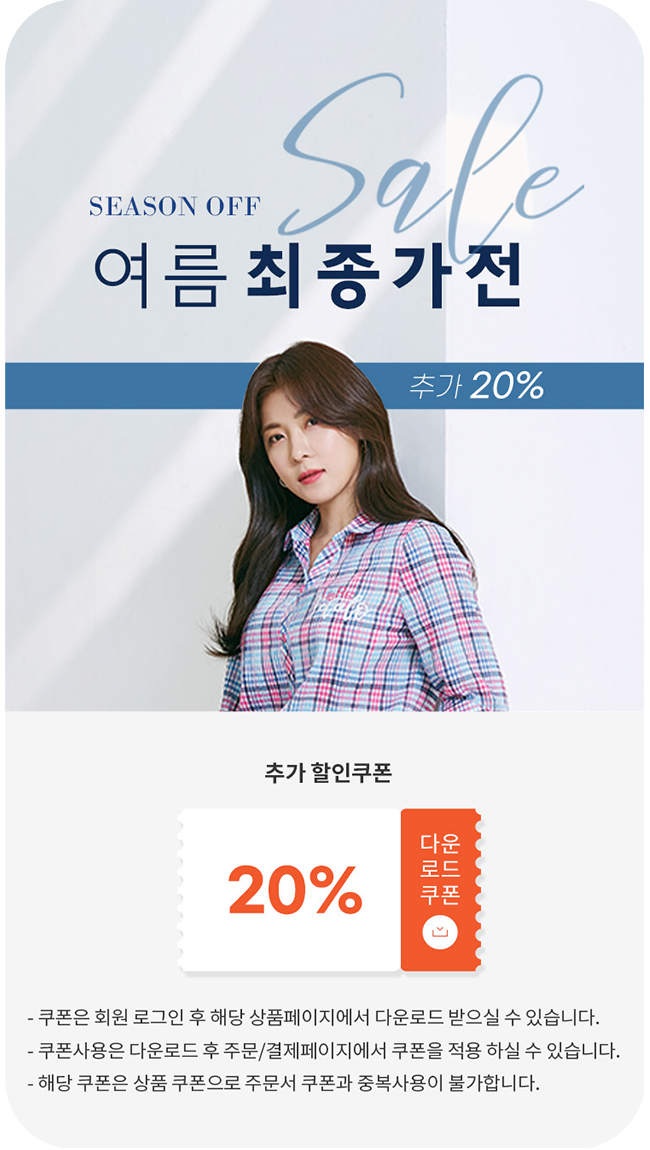 Sale
SEASON OFF
여름 최종가전
추가 20%
추가 할인쿠폰
20%
다운
로드
쿠폰
- 쿠폰은 회원 로그인 후 해당 상품페이지에서 다운로드 받으실 수 있습니다.
- 쿠폰사용은 다운로드 후 주문/결제페이지에서 쿠폰을 적용 하실 수 있습니다.
- 해당 쿠폰은 상품 쿠폰으로 주문서 쿠폰과 중복사용이 불가합니다.